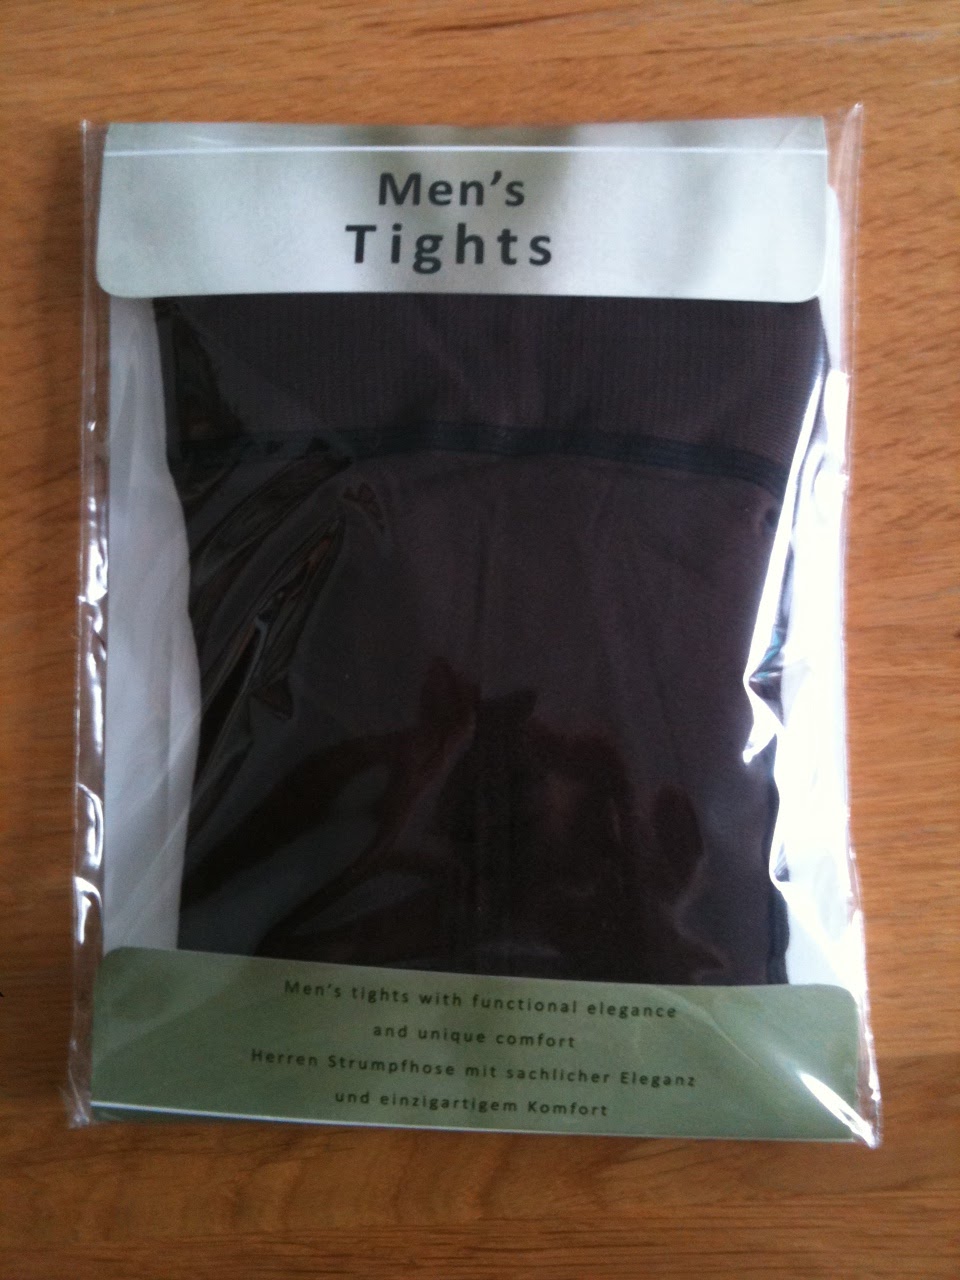 Men's
Tights
Men's tights with functional elegance
and unique comfort
Herren Strumpfhose mit sachlicher Eleganz
und einzigartigem Komfort